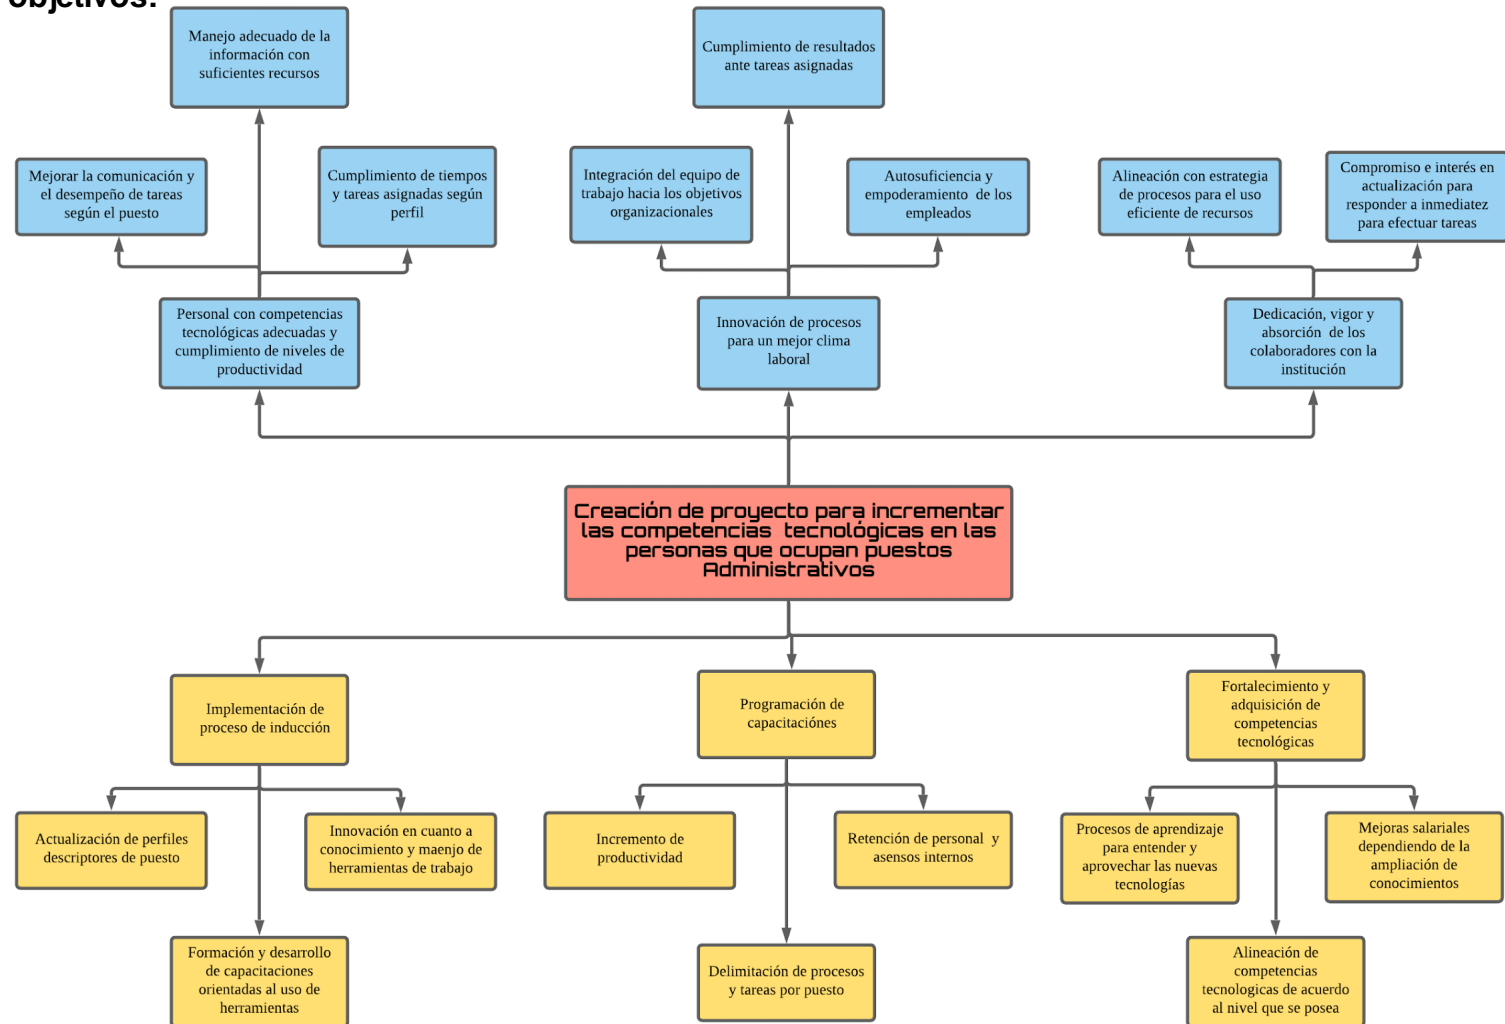 objetivos:
Manejo adecuado de la
información con
suficientes recursos
Cumplimiento de resultados
ante tareas asignadas
Mejorar la comunicación y
el desempeño de tareas
según el puesto
Cumplimiento de tiempos
y tareas asignadas según
perfil
Integración del equipo de
trabajo hacia los objetivos
organizacionales
Autosuficiencia y
empoderamiento de los
empleados
Alineación con estrategia
de procesos para el uso
eficiente de recursos
Compromiso e interés en
actualización para
responder a inmediatez
para efectuar tareas
Personal con competencias
tecnológicas adecuadas y
cumplimiento de niveles de
productividad
Innovación de procesos
para un mejor clima
laboral
Dedicación, vigor y
absorción de los
colaboradores con la
institución
Creación de proyecto para incrementar
las competencias tecnológicas en las
personas que ocupan puestos
Administrativos
Implementación de
proceso de inducción
Programación de
capacitaciónes
Fortalecimiento y
adquisición de
competencias
tecnológicas
Actualización de perfiles
descriptores de puesto
Innovación en cuanto a
conocimiento y maenjo de
herramientas de trabajo
Incremento de
productividad
Retención de personal y
asensos internos
Procesos de aprendizaje
para entender y
aprovechar las nuevas
tecnologías
Mejoras salariales
dependiendo de la
ampliación de
conocimientos
Formación y desarrollo
de capacitaciones
orientadas al uso de
herramientas
Delimitación de procesos
y tareas por puesto
Alineación de
competencias
tecnologicas de acuerdo
al nivel que se posea